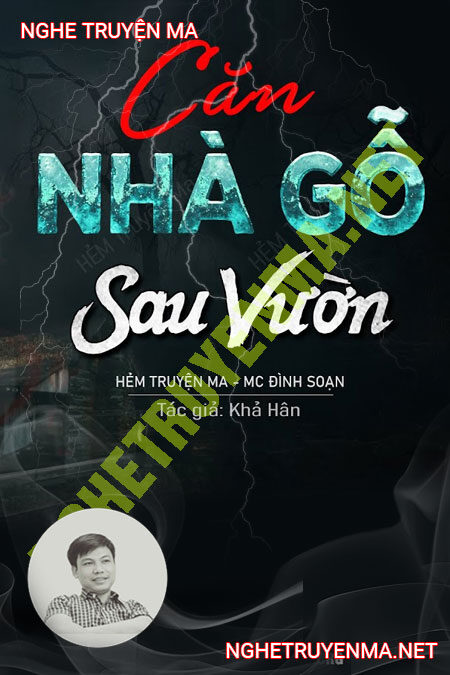 NGHE TRUYỆN MA
Căn
NHÀ GỖ
Sau Vườn
HẺM TRUYỆN MA - MC ĐÌNH SOẠN
Tác giả: Khả Hân
NGHETRUYENMA.NET
NGHETRUYENMA.NET